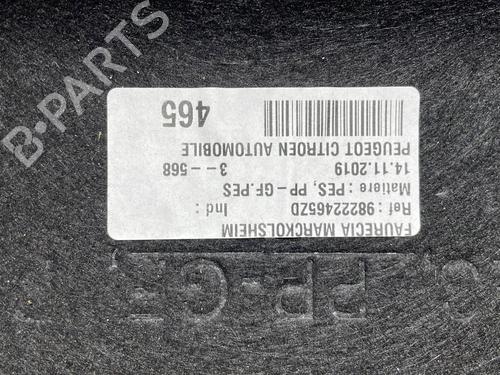 FAURECIA MARCKOLSHEIM
Ref : 98222465ZD Ind :
Matiere : PES, PP-GF.PES
14.11.2019 3 -- 568
PEUGEOT CITROEN AUTOMOBILE
465
PP-GF
B-PARTS